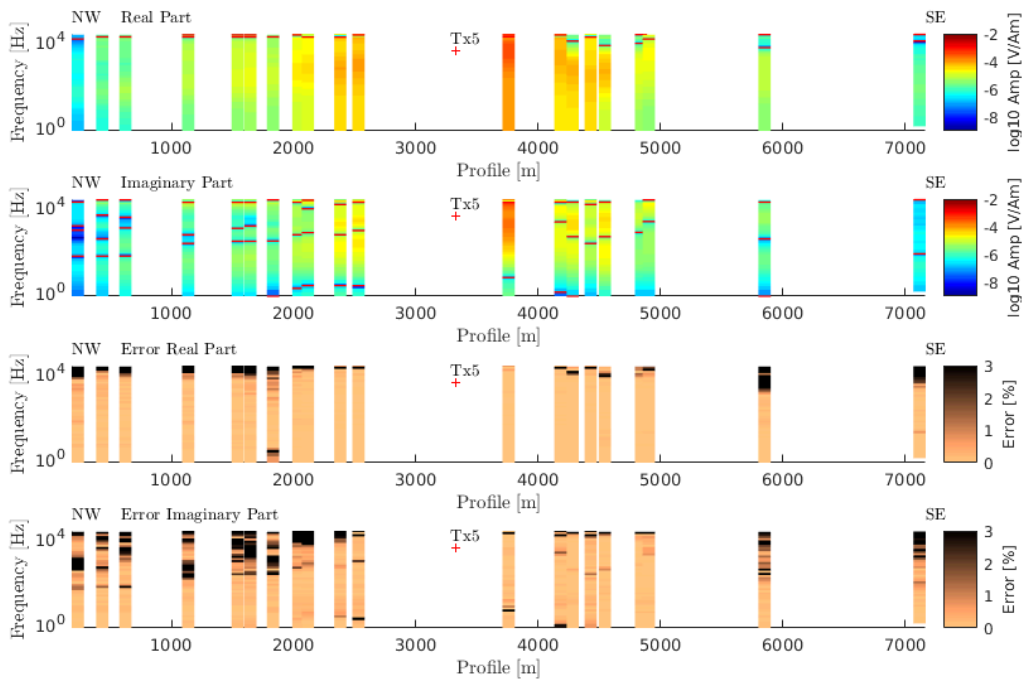 NW Real Part SE
Tx5
Frequency [Hz]
10^4
10^0
1000 2000 3000 4000 5000 6000 7000
Profile [m]
-2
-4
-6
-8
log10 Amp [V/Am]
NW Imaginary Part SE
Tx5
Frequency [Hz]
10^4
10^0
1000 2000 3000 4000 5000 6000 7000
Profile [m]
-2
-4
-6
-8
log10 Amp [V/Am]
NW Error Real Part SE
Tx5
Frequency [Hz]
10^4
10^0
1000 2000 3000 4000 5000 6000 7000
Profile [m]
3
2
1
0
Error [%]
NW Error Imaginary Part SE
Tx5
Frequency [Hz]
10^4
10^0
1000 2000 3000 4000 5000 6000 7000
Profile [m]
3
2
1
0
Error [%]